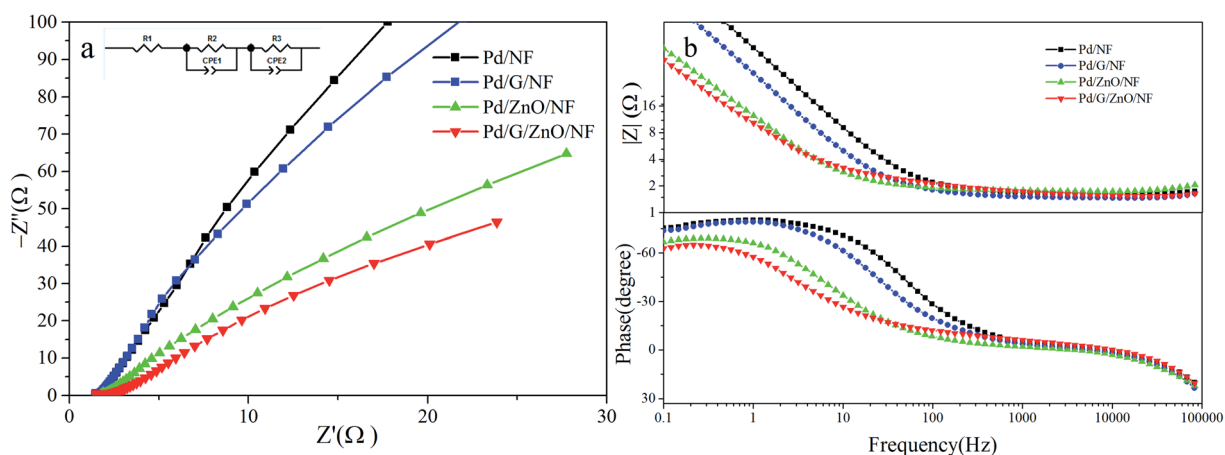 a
R1
R2
R3
CPE1
CPE2
Pd/NF
Pd/G/NF
Pd/ZnO/NF
Pd/G/ZnO/NF
100
90
80
70
60
50
40
30
20
10
0
−Z''(Ω)
0
10
20
30
Z'(Ω)
b
Pd/NF
Pd/G/NF
Pd/ZnO/NF
Pd/G/ZnO/NF
|Z| (Ω)
16
8
4
2
1
Phase(degree)
-60
-30
0
30
0.1
1
10
100
1000
10000
100000
Frequency(Hz)